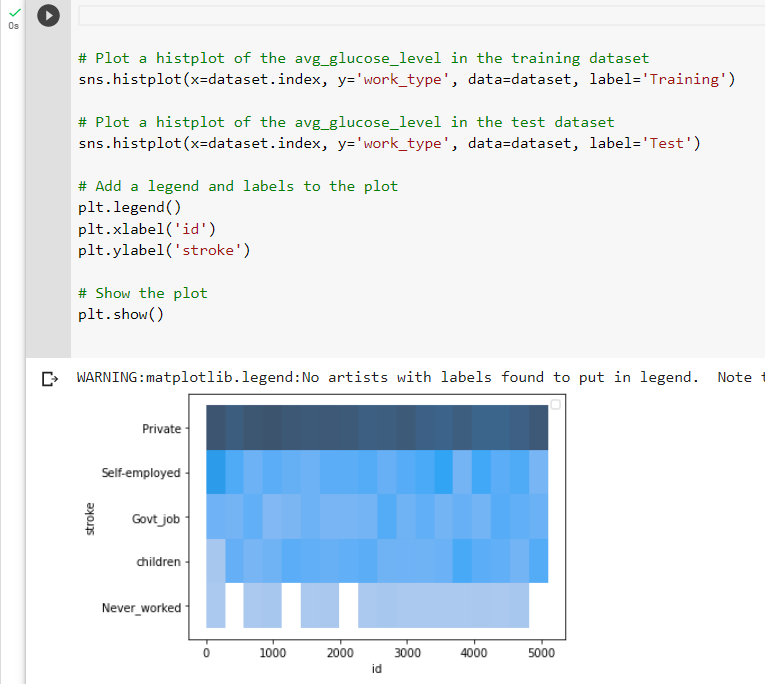 0s
# Plot a histplot of the avg_glucose_level in the training dataset
sns.histplot(x=dataset.index, y='work_type', data=dataset, label='Training')
# Plot a histplot of the avg_glucose_level in the test dataset
sns.histplot(x=dataset.index, y='work_type', data=dataset, label='Test')
# Add a legend and labels to the plot
plt.legend()
plt.xlabel('id')
plt.ylabel('stroke')
# Show the plot
plt.show()
WARNING:matplotlib.legend:No artists with labels found to put in legend.  Note
Private
Self-employed
Govt_job
children
Never_worked
stroke
0 1000 2000 3000 4000 5000
id